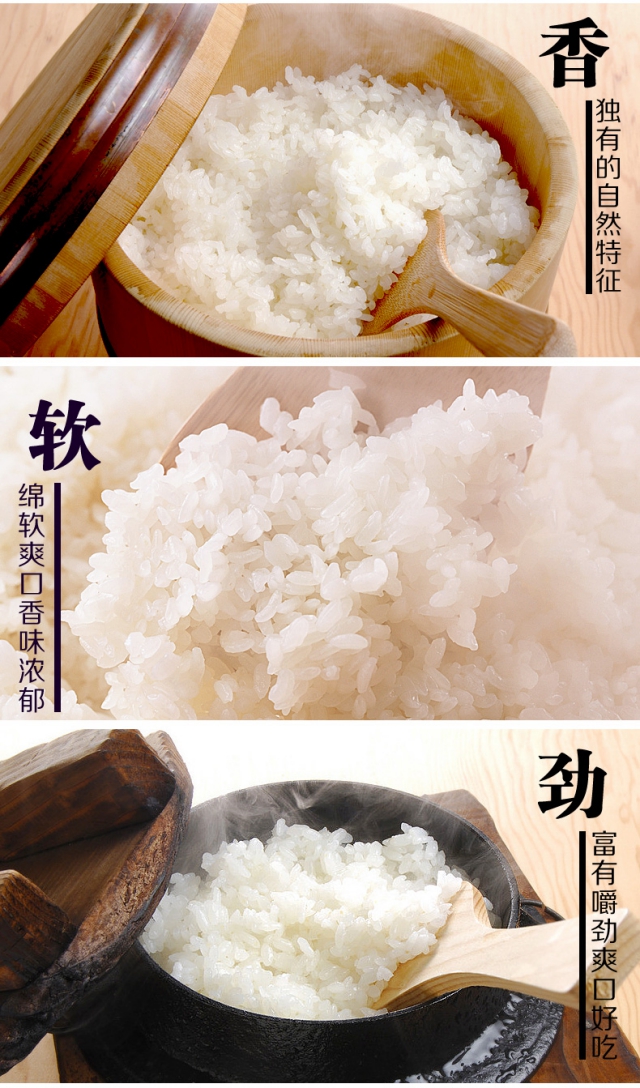 香
独有的自然特征
软
绵软爽口香味浓郁
劲
富有嚼劲爽口好吃